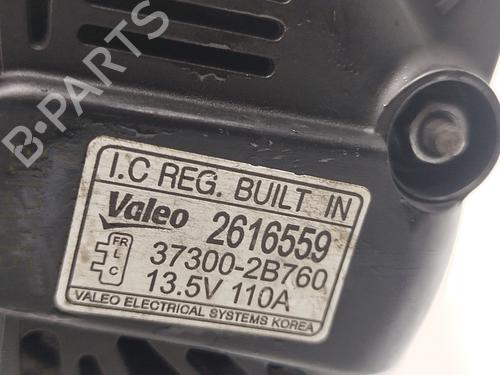 B-PARTS
I.C REG. BUILT IN
Valeo 2616559
FR
L
C
37300-2B760
13.5V 110A
VALEO ELECTRICAL SYSTEMS KOREA